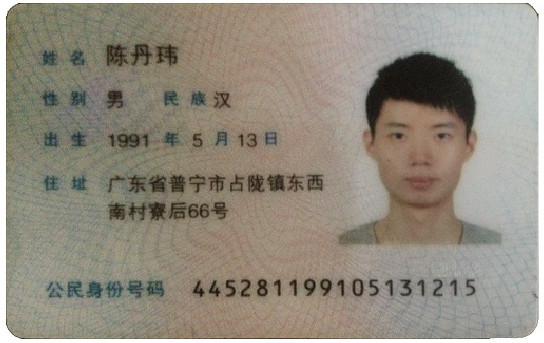 姓名 陈丹玮
性别 男 民族 汉
出生 1991 年 5 月 13 日
住址 广东省普宁市占陇镇东西
南村寮后66号
公民身份号码 445281199105131215